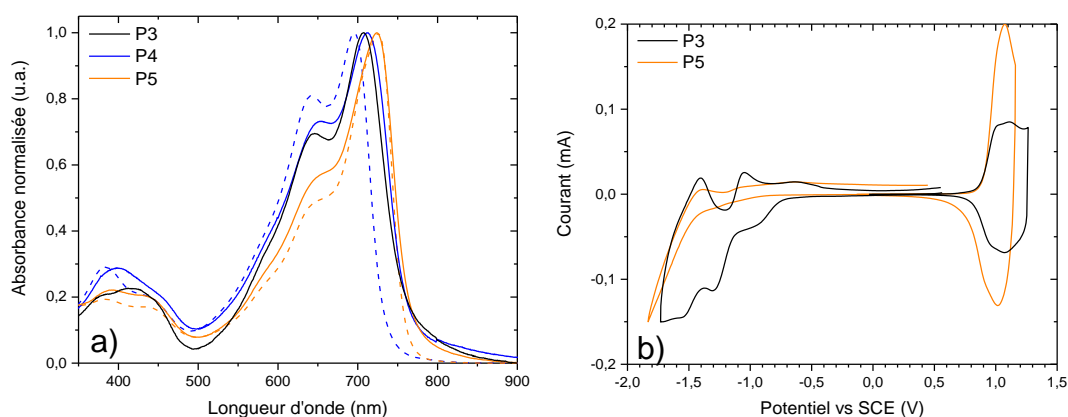 P3
P4
P5
1,0
0,8
0,6
0,4
0,2
0,0
Absorbance normalisée (u.a.)
400 500 600 700 800 900
Longueur d'onde (nm)
a)
P3
P5
0,2
0,1
0,0
-0,1
-0,2
Courant (mA)
-2,0 -1,5 -1,0 -0,5 0,0 0,5 1,0 1,5
Potentiel vs SCE (V)
b)